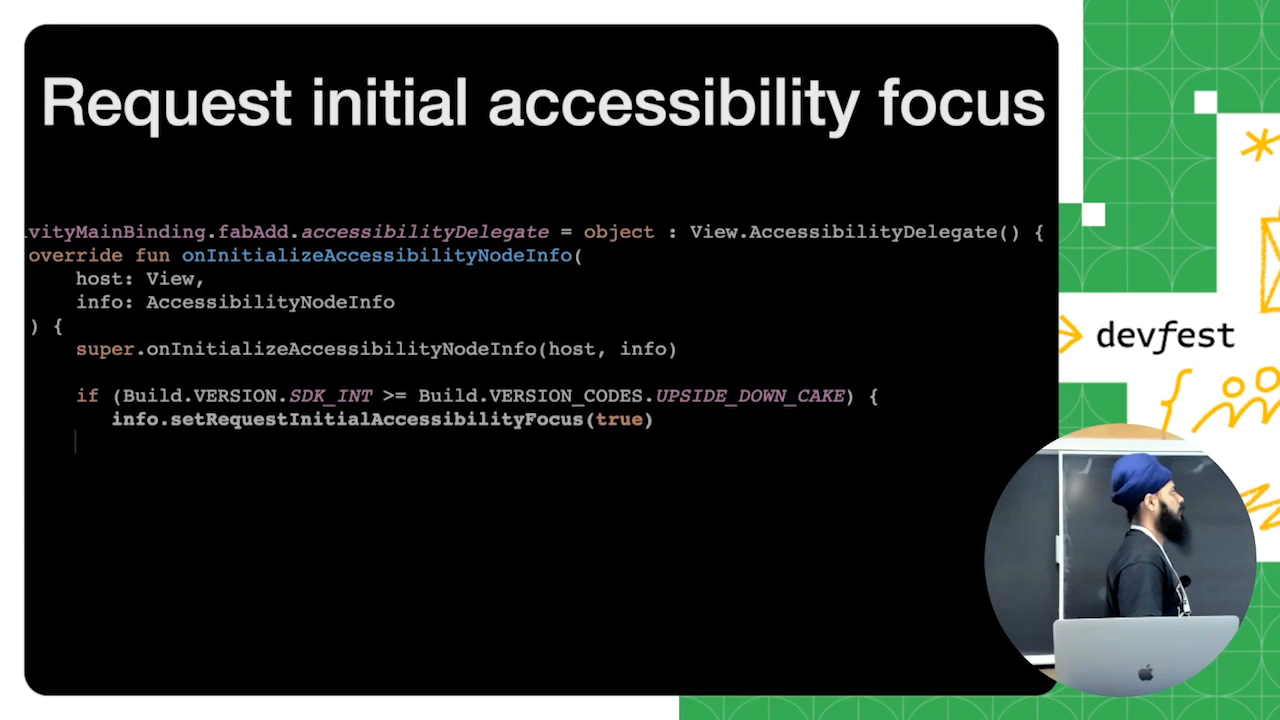 Request initial accessibility focus
vityMainBinding.fabAdd.accessibilityDelegate = object : View.AccessibilityDelegate() {
override fun onInitializeAccessibilityNodeInfo(
host: View,
info: AccessibilityNodeInfo
) {
super.onInitializeAccessibilityNodeInfo(host, info)
if (Build.VERSION.SDK_INT >= Build.VERSION_CODES.UPSIDE_DOWN_CAKE) {
info.setRequestInitialAccessibilityFocus(true)
devfest